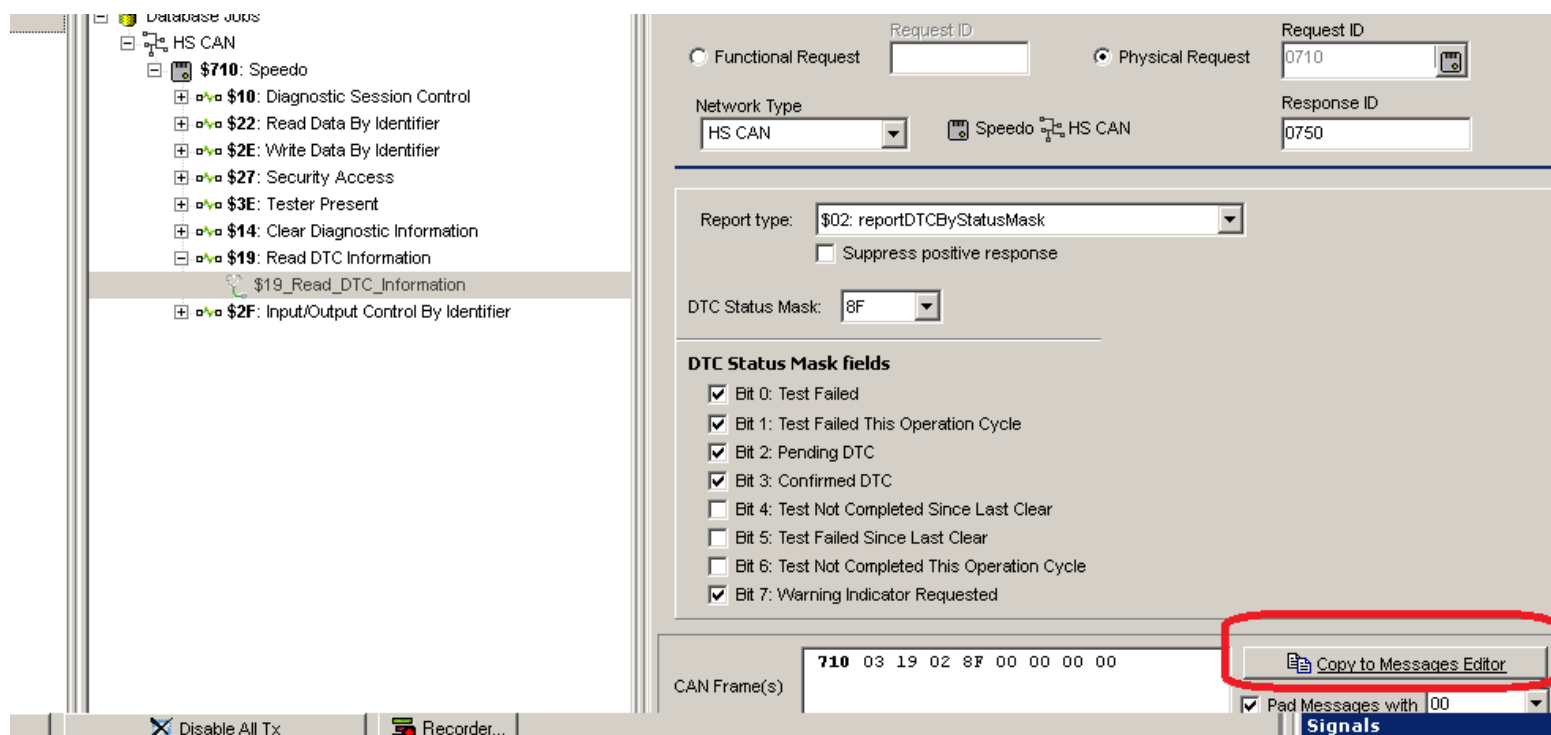 Database Jobs
HS CAN
$710: Speedo
$10: Diagnostic Session Control
$22: Read Data By Identifier
$2E: Write Data By Identifier
$27: Security Access
$3E: Tester Present
$14: Clear Diagnostic Information
$19: Read DTC Information
$19_Read_DTC_Information
$2F: Input/Output Control By Identifier
Request ID
Request ID
Functional Request
Physical Request
0710
Network Type
Response ID
HS CAN
Speedo
HS CAN
0750
Report type:
$02: reportDTCByStatusMask
Suppress positive response
DTC Status Mask:
8F
DTC Status Mask fields
Bit 0: Test Failed
Bit 1: Test Failed This Operation Cycle
Bit 2: Pending DTC
Bit 3: Confirmed DTC
Bit 4: Test Not Completed Since Last Clear
Bit 5: Test Failed Since Last Clear
Bit 6: Test Not Completed This Operation Cycle
Bit 7: Warning Indicator Requested
CAN Frame(s)
710 03 19 02 8F 00 00 00 00
Copy to Messages Editor
Pad Messages with
00
Disable All Tx
Recorder...
Signals